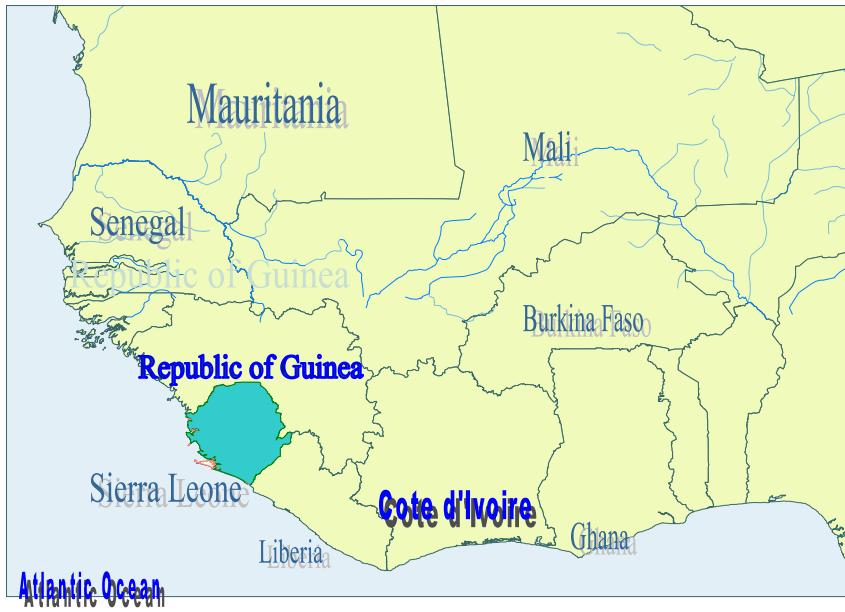 Mauritania
Mali
Senegal
Republic of Guinea
Burkina Faso
Republic of Guinea
Sierra Leone
Cote d'Ivoire
Ghana
Liberia
Atlantic Ocean